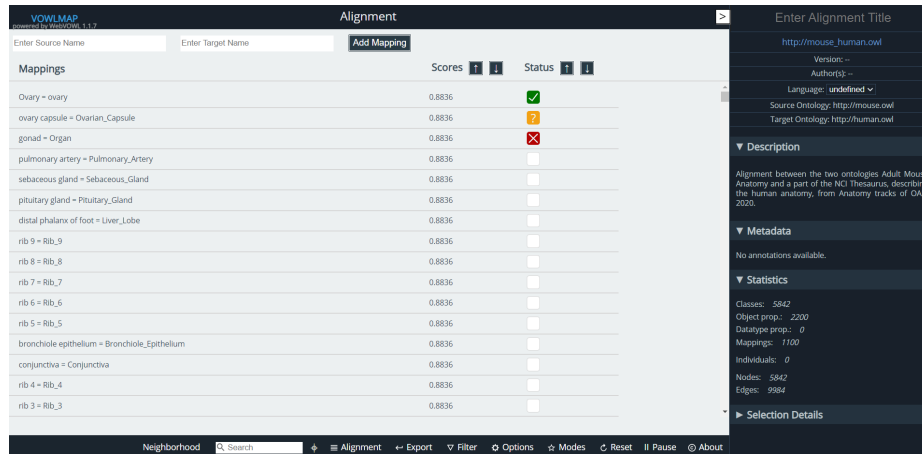 VOWLMAP
powered by WebVOWL 1.1.7
Alignment
>
Enter Source Name
Enter Target Name
Add Mapping
Mappings
Scores ↑ ↓
Status ↑ ↓
Ovary = ovary 0.8836
ovary capsule = Ovarian_Capsule 0.8836 ?
gonad = Organ 0.8836
pulmonary artery = Pulmonary_Artery 0.8836
sebaceous gland = Sebaceous_Gland 0.8836
pituitary gland = Pituitary_Gland 0.8836
distal phalanx of foot = Liver_Lobe 0.8836
rib 9 = Rib_9 0.8836
rib 8 = Rib_8 0.8836
rib 7 = Rib_7 0.8836
rib 6 = Rib_6 0.8836
rib 5 = Rib_5 0.8836
bronchiole epithelium = Bronchiole_Epithelium 0.8836
conjunctiva = Conjunctiva 0.8836
rib 4 = Rib_4 0.8836
rib 3 = Rib_3 0.8836
Neighborhood Search Alignment Export Filter Options Modes Reset Pause © About
Enter Alignment Title
http://mouse_human.owl
Version: --
Author(s): --
Language: undefined
Source Ontology: http://mouse.owl
Target Ontology: http://human.owl
▼ Description
Alignment between the two ontologies Adult Mous
Anatomy and a part of the NCI Thesaurus, describin
the human anatomy, from Anatomy tracks of OA
2020.
▼ Metadata
No annotations available.
▼ Statistics
Classes: 5842
Object prop.: 2200
Datatype prop.: 0
Mappings: 1100
Individuals: 0
Nodes: 5842
Edges: 9984
► Selection Details